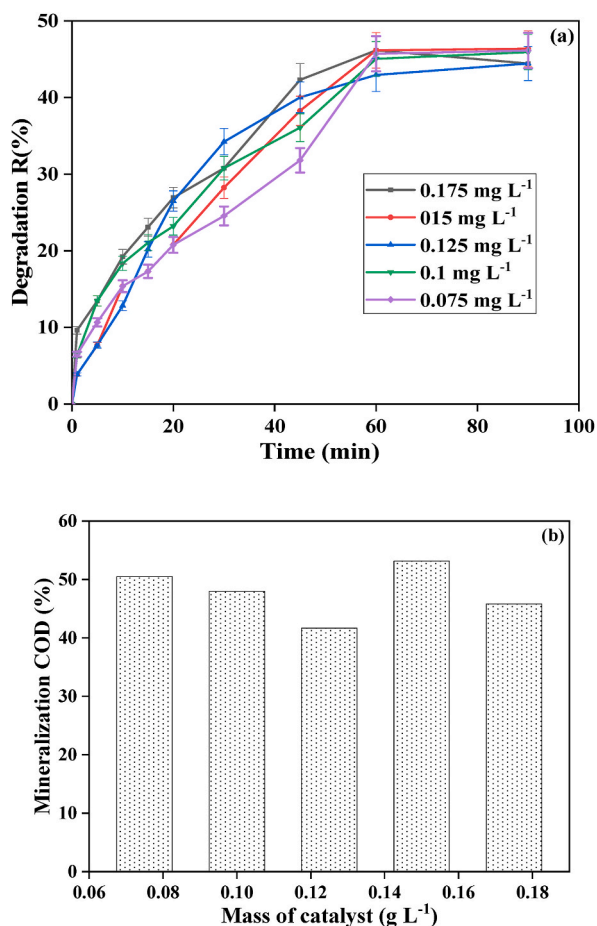 (a)
50
40
30
20
10
0
Degradation R(%)
0.175 mg L-1
015 mg L-1
0.125 mg L-1
0.1 mg L-1
0.075 mg L-1
0 20 40 60 80 100
Time (min)
(b)
60
50
40
30
20
10
0
Mineralization COD (%)
0.06 0.08 0.10 0.12 0.14 0.16 0.18
Mass of catalyst (g L-1)